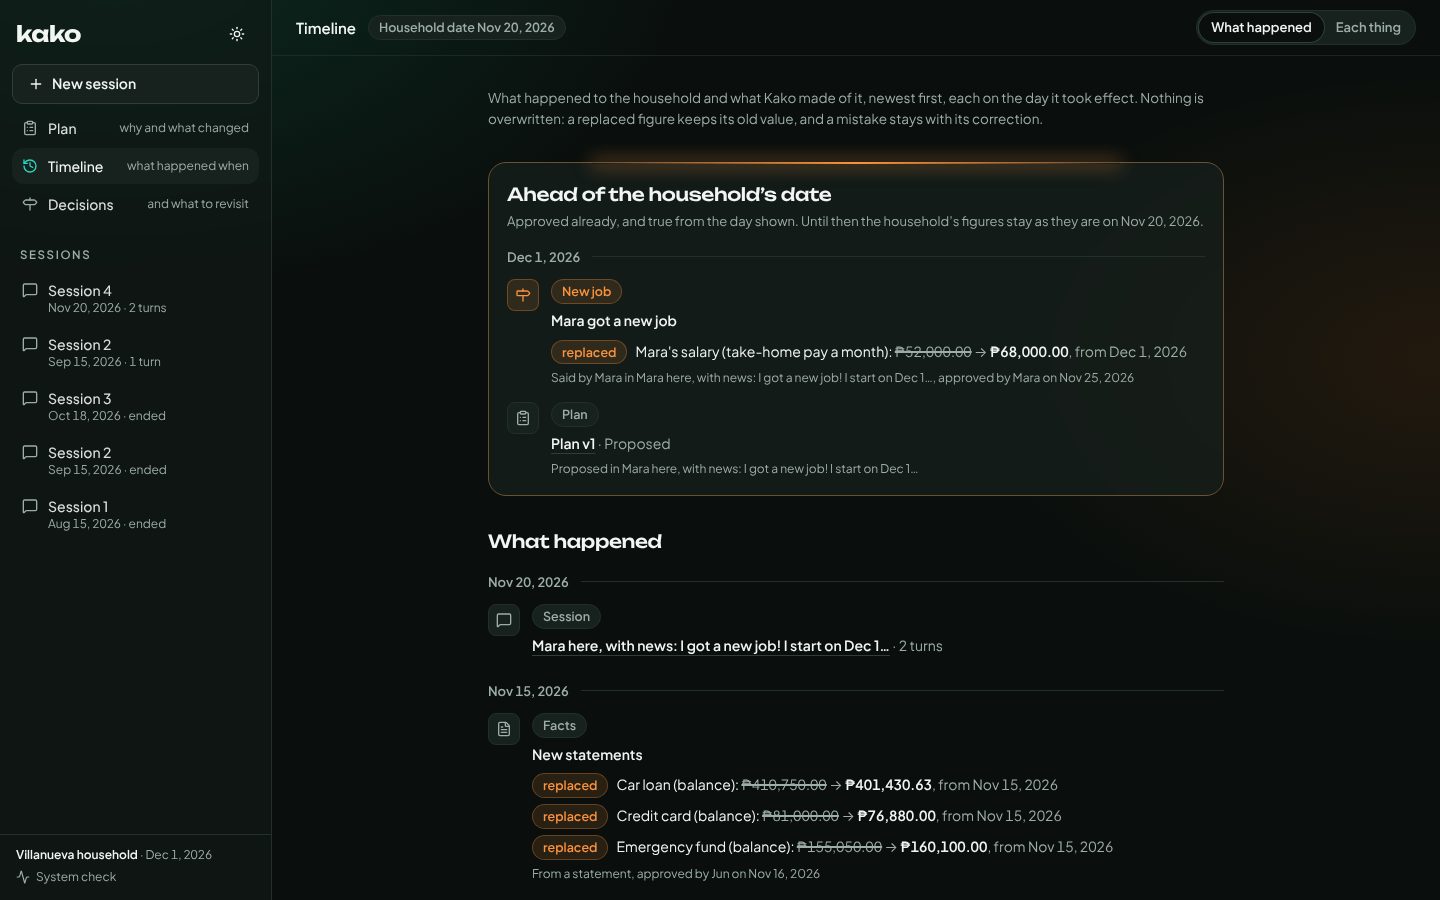 kako
New session
Plan why and what changed
Timeline what happened when
Decisions and what to revisit
SESSIONS
Session 4
Nov 20, 2026 · 2 turns
Session 2
Sep 15, 2026 · 1 turn
Session 3
Oct 18, 2026 · ended
Session 2
Sep 15, 2026 · ended
Session 1
Aug 15, 2026 · ended
Villanueva household · Dec 1, 2026
System check
Timeline Household date Nov 20, 2026
What happened Each thing
What happened to the household and what Kako made of it, newest first, each on the day it took effect. Nothing is
overwritten: a replaced figure keeps its old value, and a mistake stays with its correction.
Ahead of the household’s date
Approved already, and true from the day shown. Until then the household’s figures stay as they are on Nov 20, 2026.
Dec 1, 2026
New job
Mara got a new job
replaced Mara's salary (take-home pay a month): ₱52,000.00 → ₱68,000.00, from Dec 1, 2026
Said by Mara in Mara here, with news: I got a new job! I start on Dec 1…, approved by Mara on Nov 25, 2026
Plan
Plan v1 · Proposed
Proposed in Mara here, with news: I got a new job! I start on Dec 1…
What happened
Nov 20, 2026
Session
Mara here, with news: I got a new job! I start on Dec 1… · 2 turns
Nov 15, 2026
Facts
New statements
replaced Car loan (balance): ₱410,750.00 → ₱401,430.63, from Nov 15, 2026
replaced Credit card (balance): ₱81,000.00 → ₱76,880.00, from Nov 15, 2026
replaced Emergency fund (balance): ₱155,050.00 → ₱160,100.00, from Nov 15, 2026
From a statement, approved by Jun on Nov 16, 2026